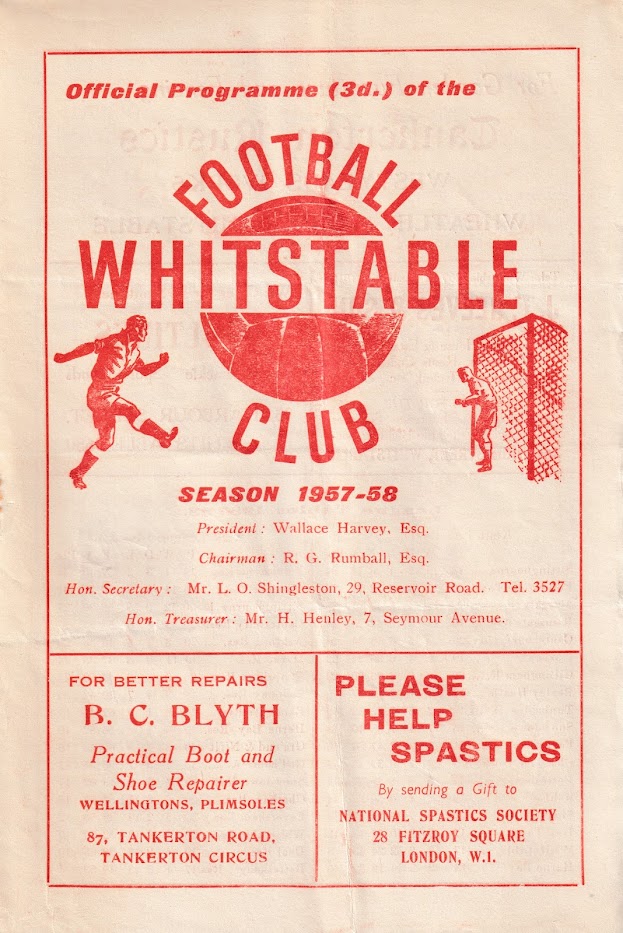 Official Programme (3d.) of the
FOOTBALL
WHITSTABLE
CLUB
SEASON 1957-58
President : Wallace Harvey, Esq.
Chairman : R. G. Rumball, Esq.
Hon. Secretary : Mr. L. O. Shingleston, 29, Reservoir Road. Tel. 3527
Hon. Treasurer : Mr. H. Henley, 7, Seymour Avenue.
FOR BETTER REPAIRS
B. C. BLYTH
Practical Boot and
Shoe Repairer
WELLINGTONS, PLIMSOLES
87, TANKERTON ROAD,
TANKERTON CIRCUS
PLEASE
HELP
SPASTICS
By sending a Gift to
NATIONAL SPASTICS SOCIETY
28 FITZROY SQUARE
LONDON, W.1.